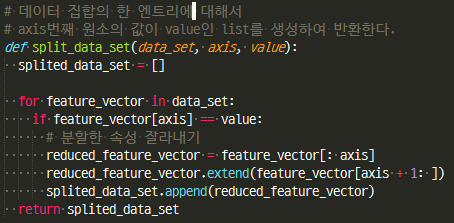 # 데이터 집합의 한 엔트리에 대해서
# axis번째 원소의 값이 value인 list를 생성하여 반환한다.
def split_data_set(data_set, axis, value):
  splited_data_set = []

  for feature_vector in data_set:
    if feature_vector[axis] == value:
      # 분할한 속성 잘라내기
      reduced_feature_vector = feature_vector[: axis]
      reduced_feature_vector.extend(feature_vector[axis + 1: ])
      splited_data_set.append(reduced_feature_vector)
  return splited_data_set